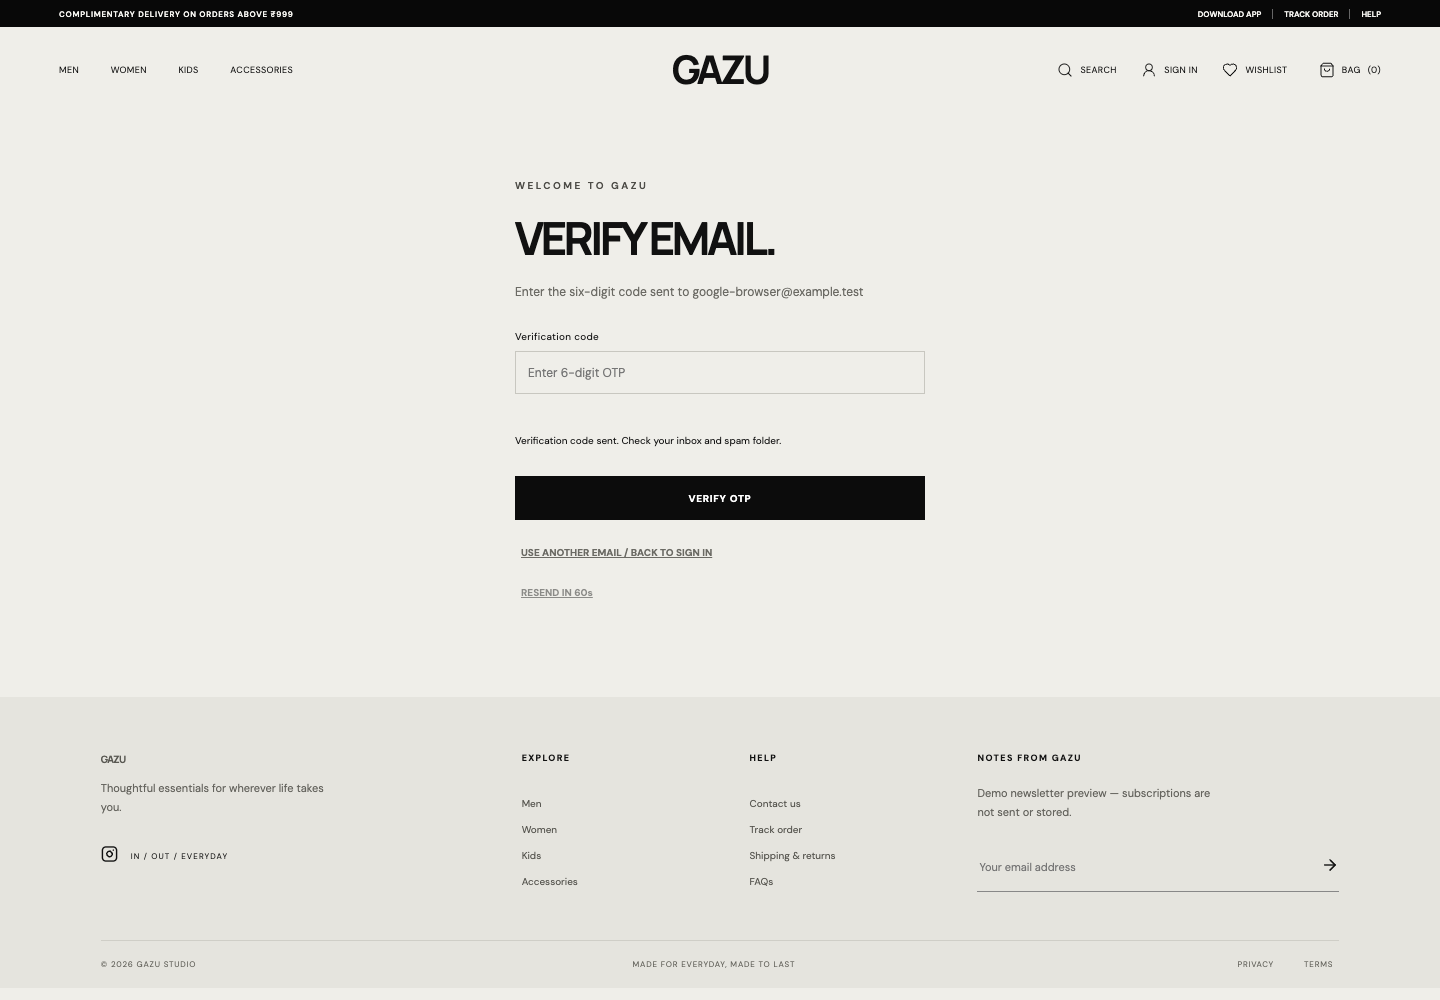 COMPLIMENTARY DELIVERY ON ORDERS ABOVE ₹999
DOWNLOAD APP
TRACK ORDER
HELP
MEN
WOMEN
KIDS
ACCESSORIES
GAZU
SEARCH
SIGN IN
WISHLIST
BAG (0)
WELCOME TO GAZU
VERIFY EMAIL.
Enter the six-digit code sent to google-browser@example.test
Verification code
Enter 6-digit OTP
Verification code sent. Check your inbox and spam folder.
VERIFY OTP
USE ANOTHER EMAIL / BACK TO SIGN IN
RESEND IN 60s
GAZU
Thoughtful essentials for wherever life takes
you.
IN / OUT / EVERYDAY
EXPLORE
Men
Women
Kids
Accessories
HELP
Contact us
Track order
Shipping & returns
FAQs
NOTES FROM GAZU
Demo newsletter preview — subscriptions are
not sent or stored.
Your email address
© 2026 GAZU STUDIO
MADE FOR EVERYDAY, MADE TO LAST
PRIVACY
TERMS